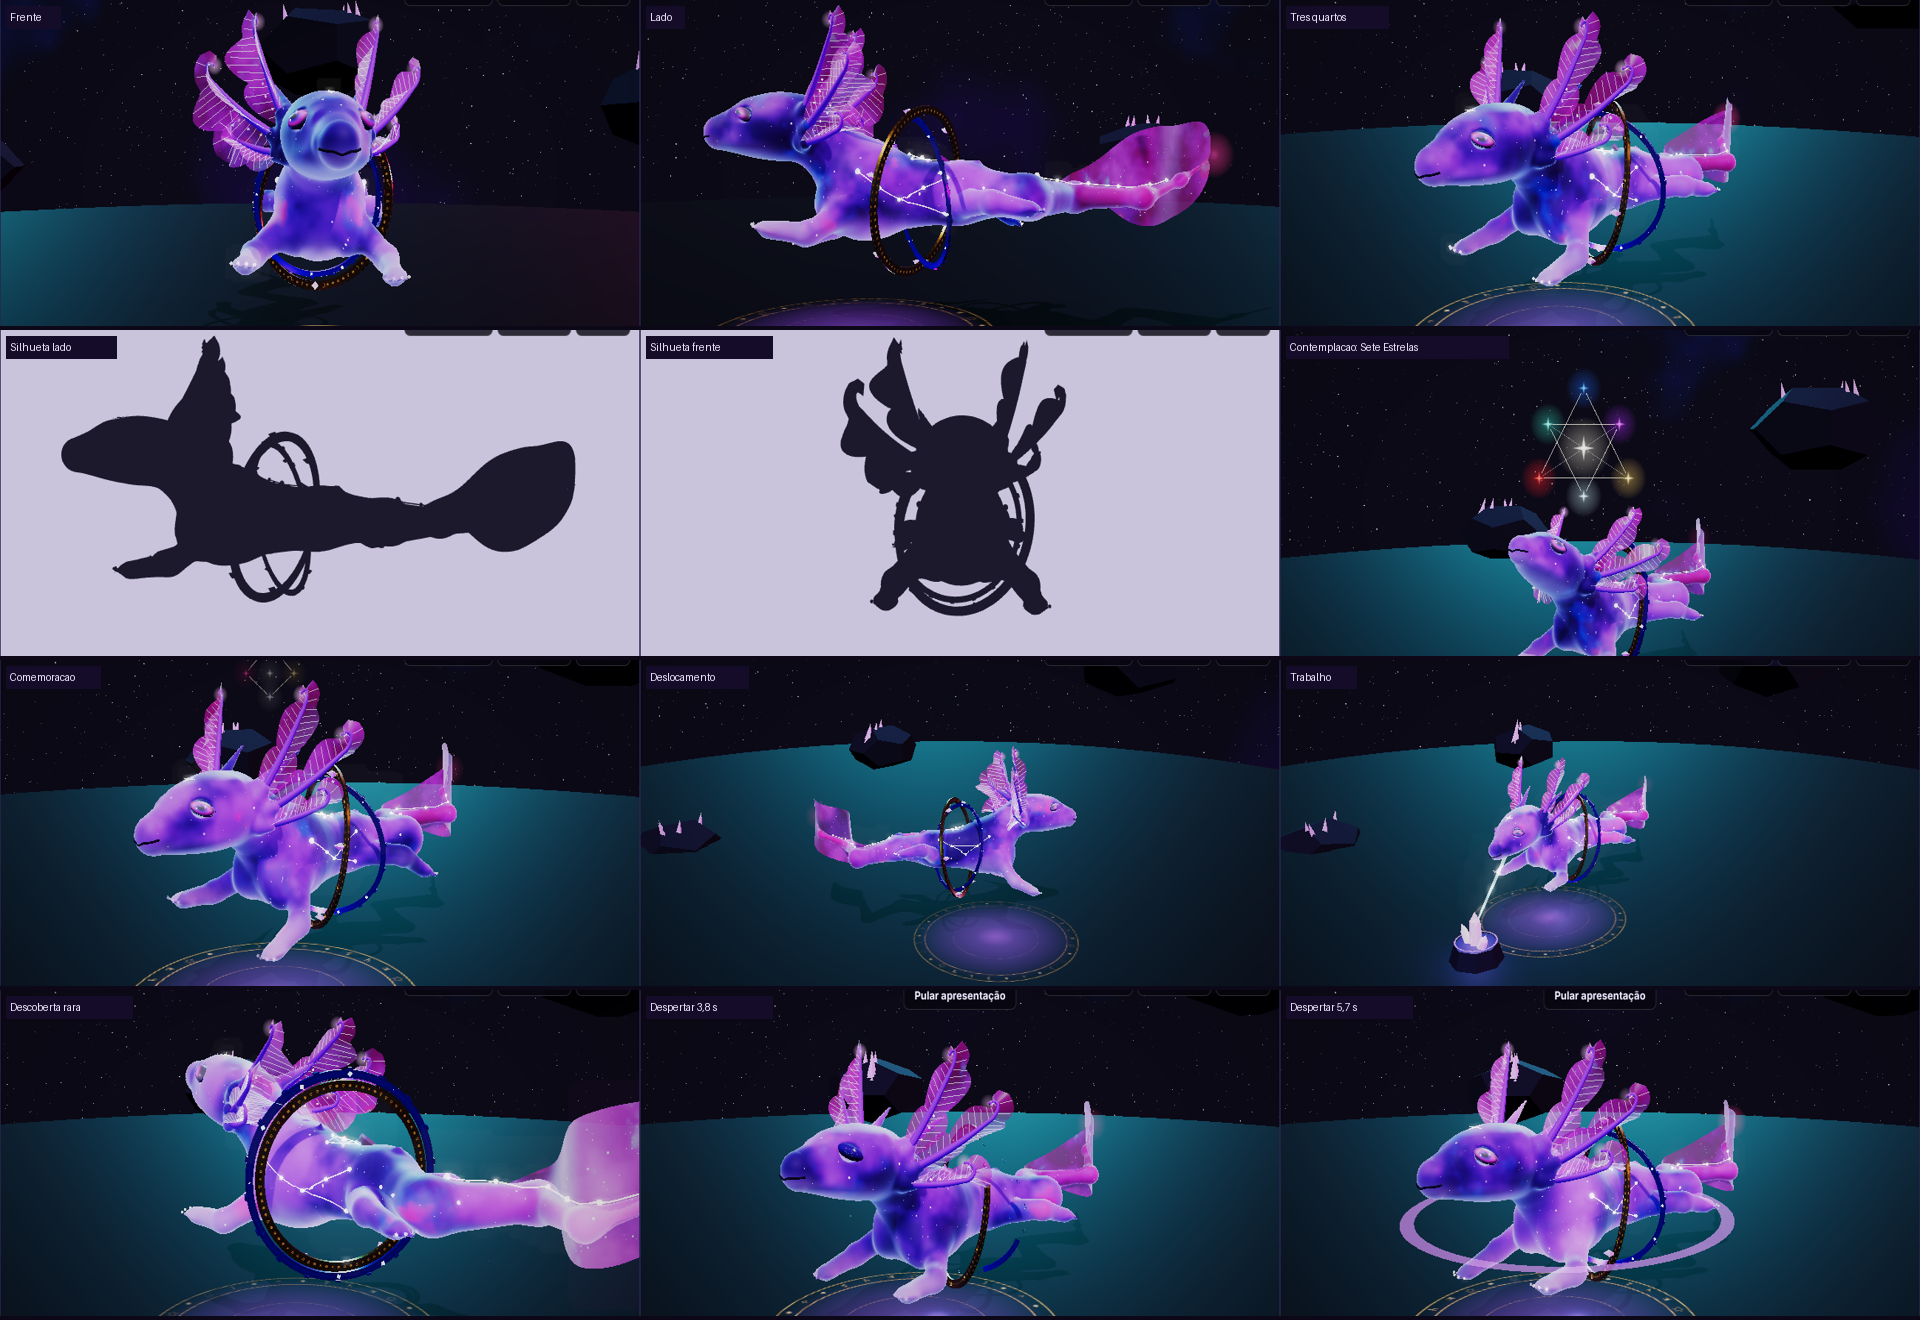 Frente
Lado
Tres quartos
Silhueta lado
Silhueta frente
Contemplacao: Sete Estrelas
Comemoracao
Deslocamento
Trabalho
Descoberta rara
Despertar 3,8 s
Pular apresentação
Despertar 5,7 s
Pular apresentação